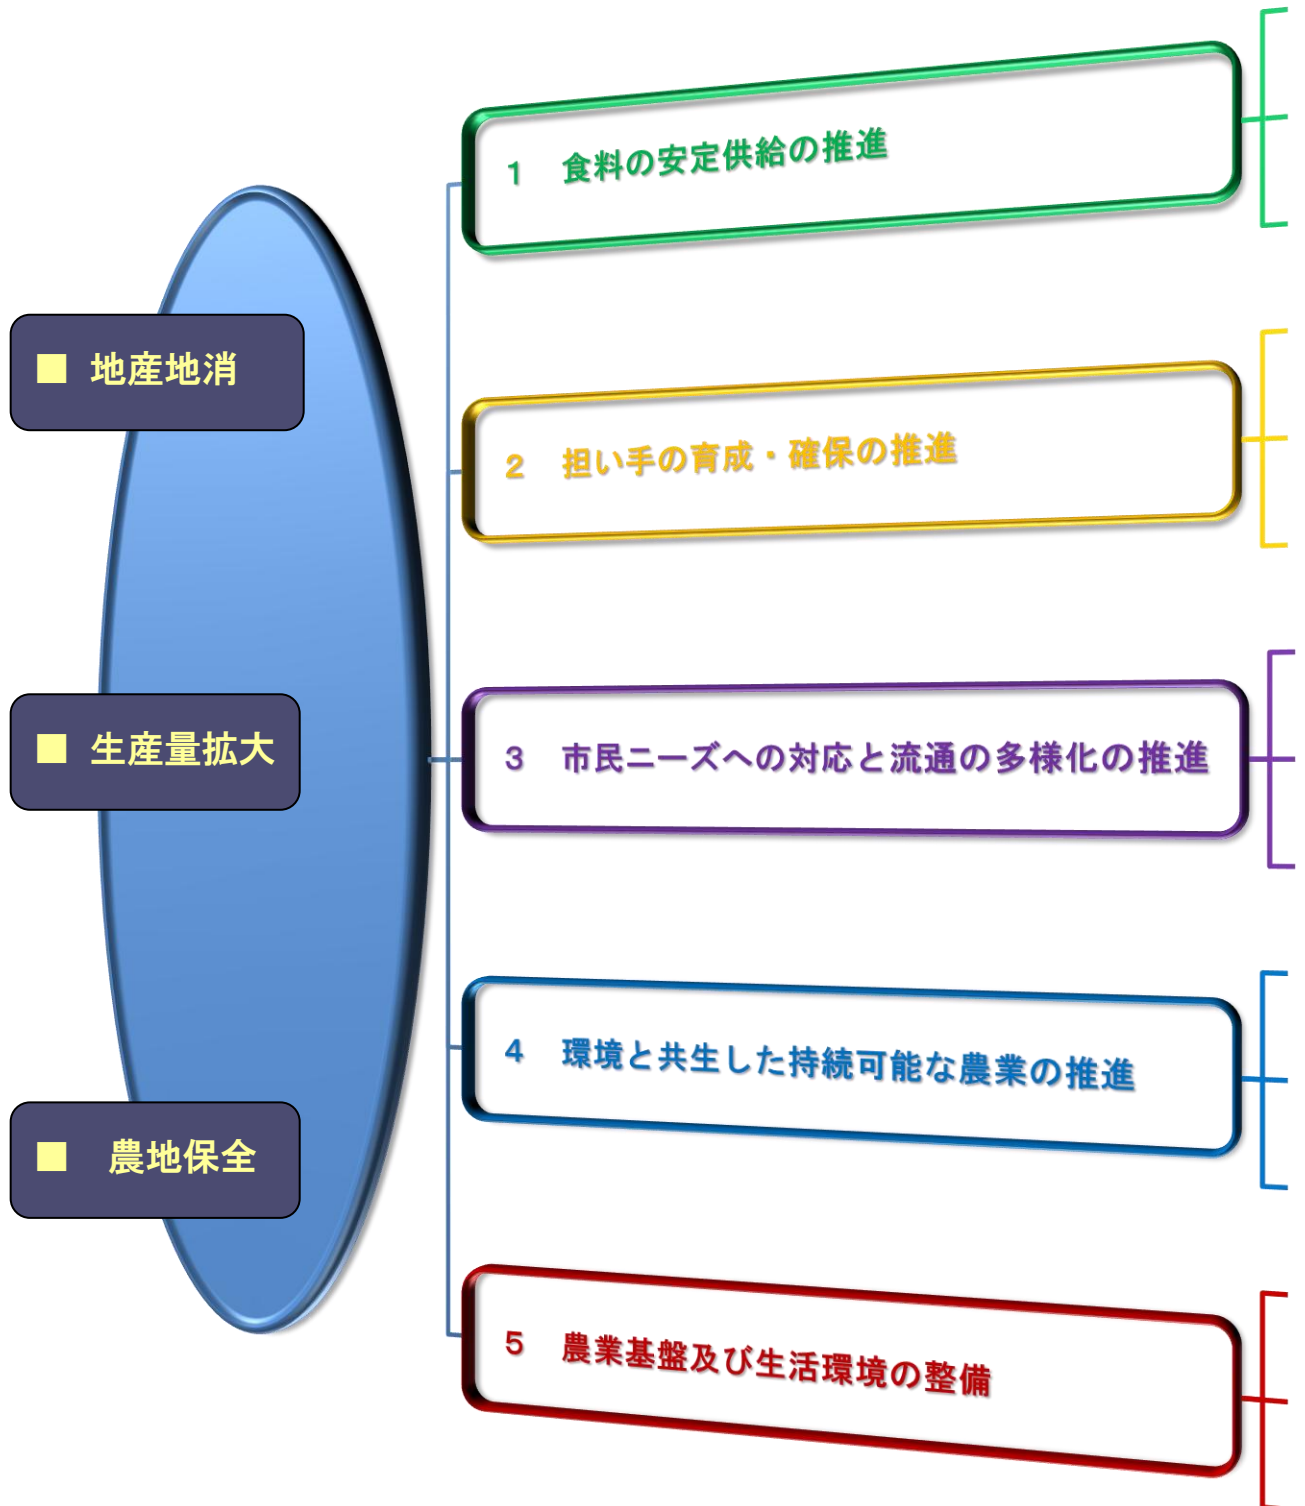 ■ 地産地消
■ 生産量拡大
■ 農地保全
1 食料の安定供給の推進
2 担い手の育成・確保の推進
3 市民ニーズへの対応と流通の多様化の推進
4 環境と共生した持続可能な農業の推進
5 農業基盤及び生活環境の整備